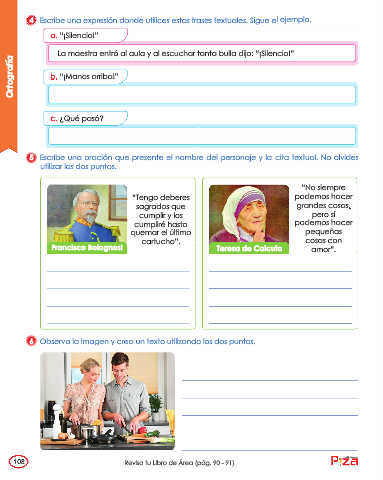 Ortografía
4 Escribe una expresión donde utilices estas frases textuales. Sigue el ejemplo.
a. "¡Silencio!"
La maestra entró al aula y al escuchar tanta bulla dijo: "¡Silencio!"
b. "¡Manos arriba!"
c. ¿Qué pasó?
5 Escribe una oración que presente el nombre del personaje y la cita textual. No olvides
utilizar los dos puntos.
"Tengo deberes
sagrados que
cumplir y los
cumpliré hasta
quemar el último
cartucho".
Francisco Bolognesi
"No siempre
podemos hacer
grandes cosas,
pero sí
podemos hacer
pequeñas
cosas con
amor".
Teresa de Calcuta
6 Observa la imagen y crea un texto utilizando los dos puntos.
108
Revisa tu Libro de Área (pág. 90 - 91)